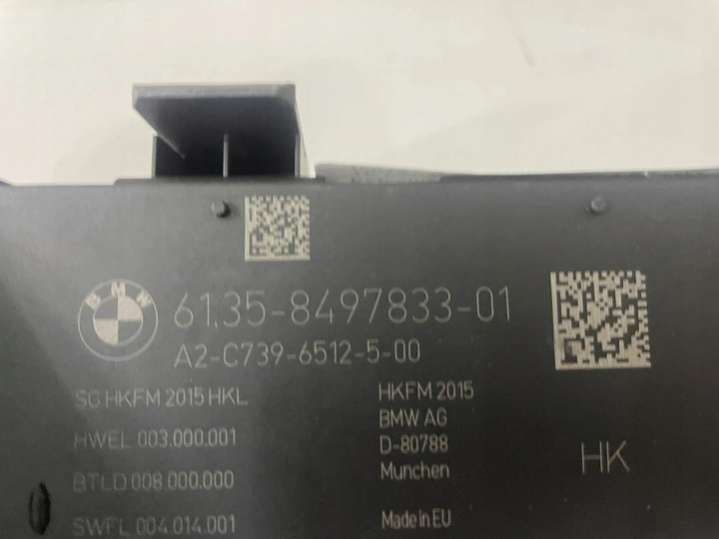 BMW
61.35-8497833-01
A2-C739-6512-5-00
SG HKFM 2015 HKL
HWEL 003.000.001
BTLD 008.000.000
SWFL 004.014.001
HKFM 2015
BMW AG
D-80788
Munchen
Made in EU
HK